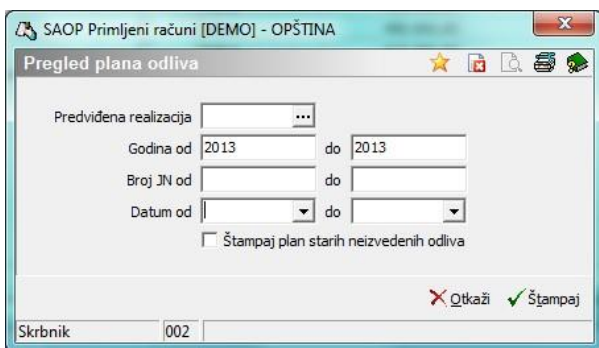 SAOP Primljeni računi [DEMO] - OPŠTINA
Pregled plana odliva
Predviđena realizacija
Godina od 2013 do 2013
Broj JN od do
Datum od do
Štampaj plan starih neizvedenih odliva
Otkaži Štampaj
Skrbnik 002